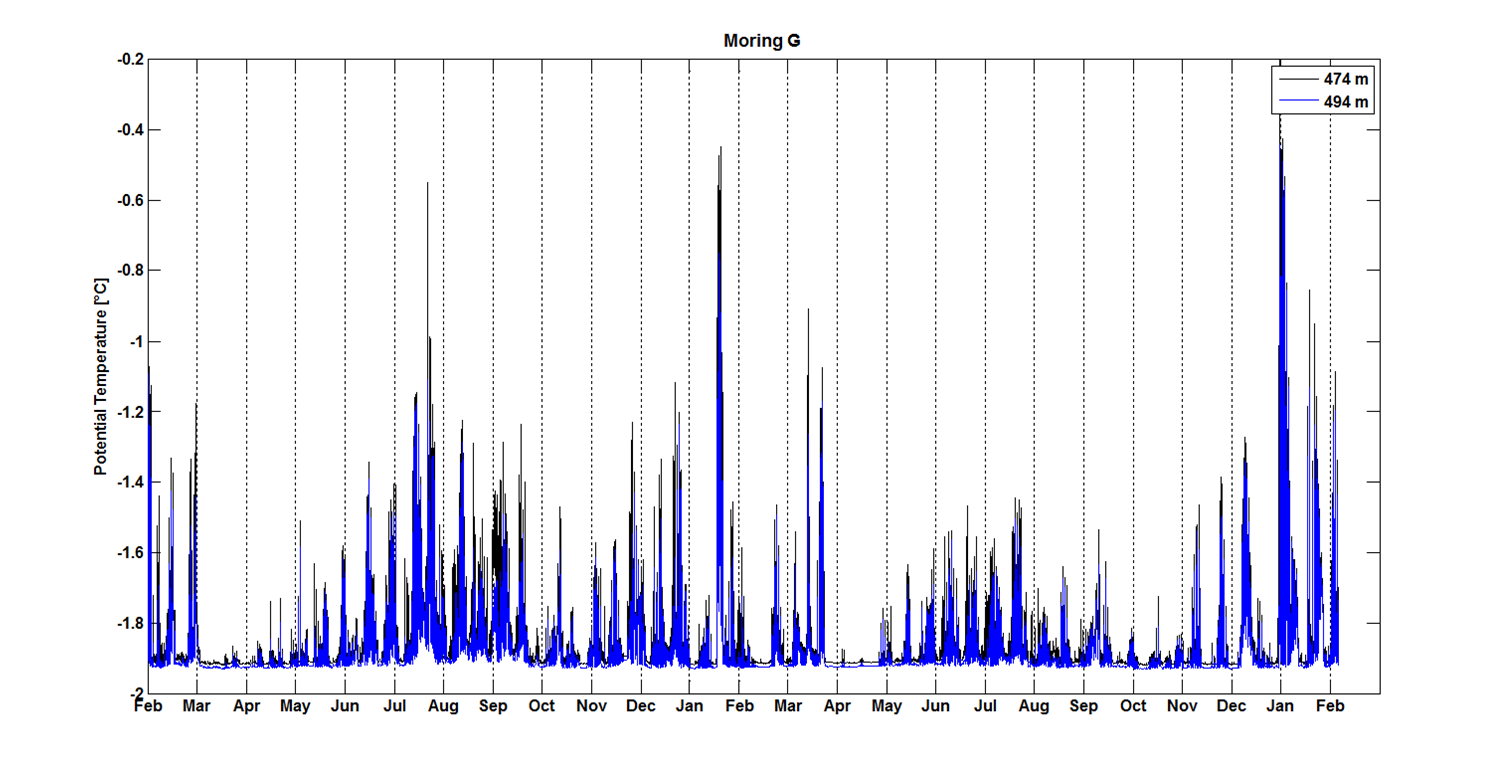 Moring G
474 m
494 m
Potential Temperature [°C]
-0.2
-0.4
-0.6
-0.8
-1
-1.2
-1.4
-1.6
-1.8
-2
Feb Mar Apr May Jun Jul Aug Sep Oct Nov Dec Jan Feb Mar Apr May Jun Jul Aug Sep Oct Nov Dec Jan Feb